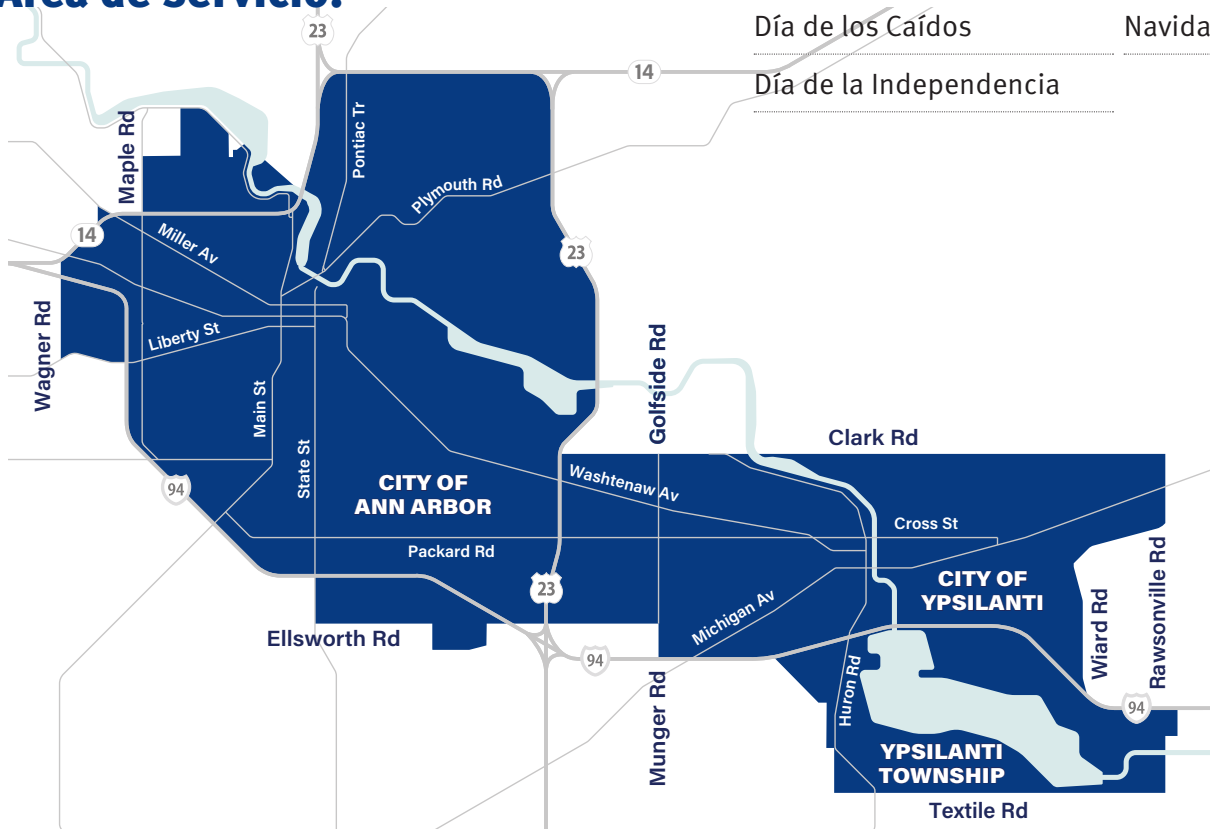 Área de Servicio:
Día de los Caídos
Navida
Día de la Independencia
23
14
Maple Rd
Pontiac Tr
Plymouth Rd
14
Miller Av
23
Wagner Rd
Liberty St
Main St
State St
Golfside Rd
Clark Rd
94
CITY OF
ANN ARBOR
Washtenaw Av
Cross St
Packard Rd
23
Michigan Av
CITY OF
YPSILANTI
Wiard Rd
Rawsonville Rd
Ellsworth Rd
94
Munger Rd
Huron Rd
94
YPSILANTI
TOWNSHIP
Textile Rd